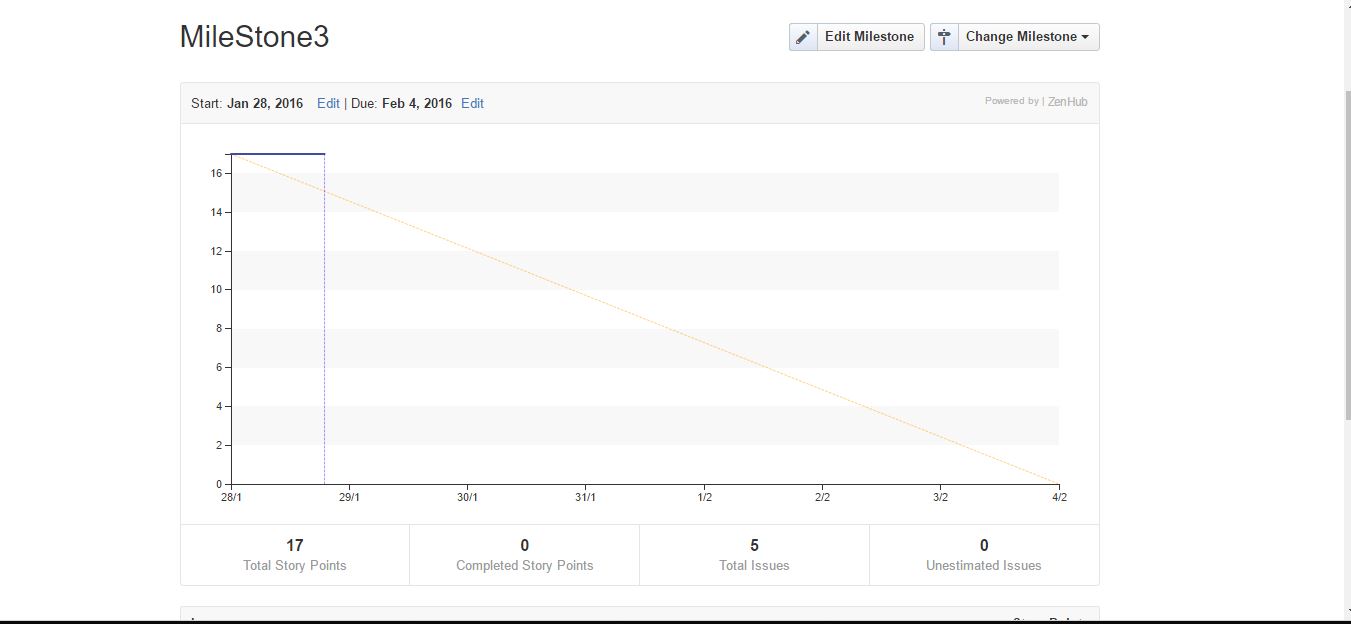 MileStone3
Edit Milestone
Change Milestone
Start: Jan 28, 2016 Edit | Due: Feb 4, 2016 Edit
Powered by | ZenHub
16
14
12
10
8
6
4
2
0
28/1 29/1 30/1 31/1 1/2 2/2 3/2 4/2
17 0 5 0
Total Story Points Completed Story Points Total Issues Unestimated Issues